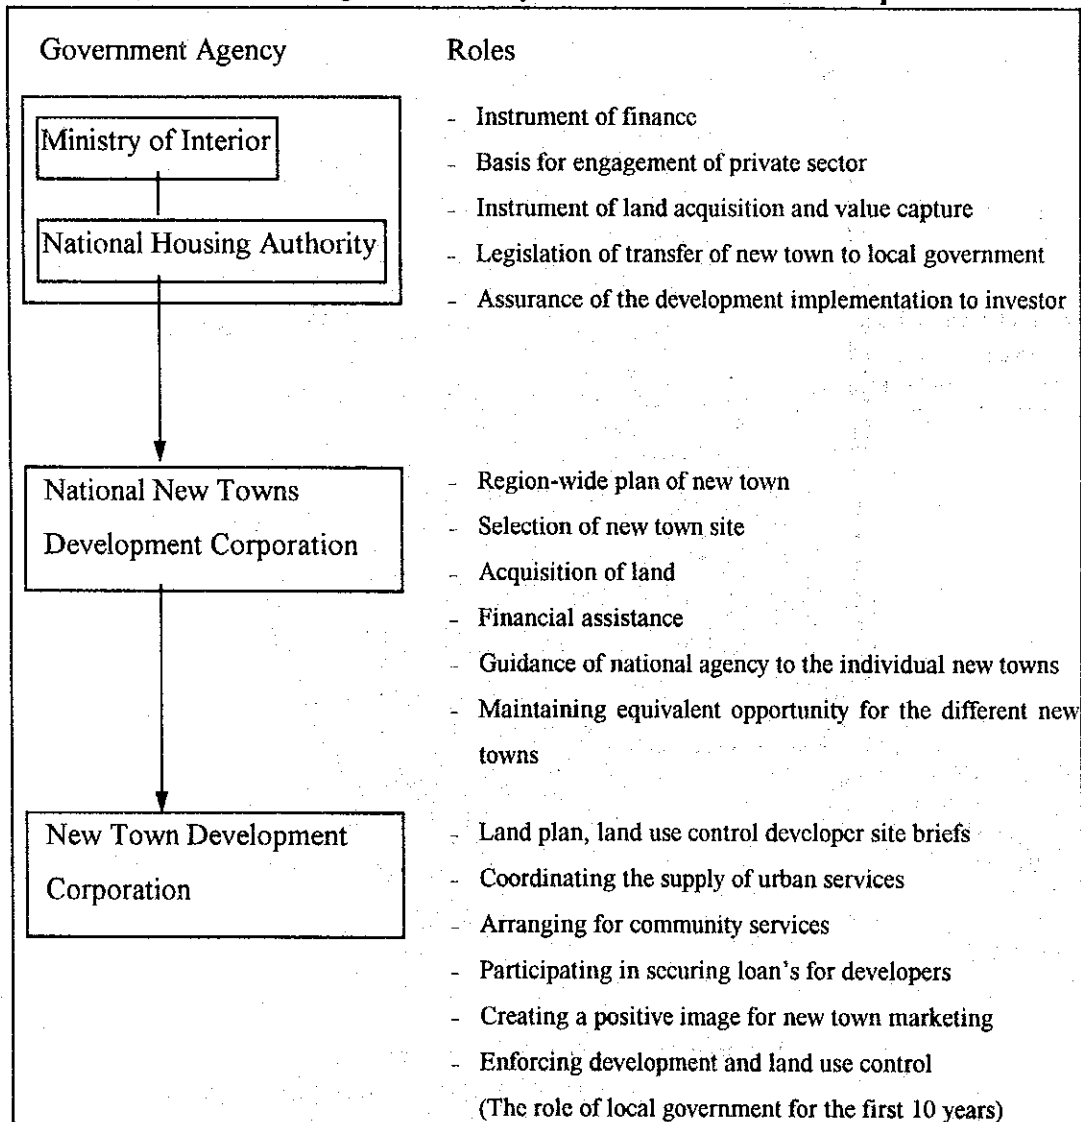 Government Agency
Roles
Ministry of Interior
National Housing Authority
- Instrument of finance
- Basis for engagement of private sector
- Instrument of land acquisition and value capture
- Legislation of transfer of new town to local government
- Assurance of the development implementation to investor
National New Towns
Development Corporation
- Region-wide plan of new town
- Selection of new town site
- Acquisition of land
- Financial assistance
- Guidance of national agency to the individual new towns
- Maintaining equivalent opportunity for the different new
towns
New Town Development
Corporation
- Land plan, land use control developer site briefs
- Coordinating the supply of urban services
- Arranging for community services
- Participating in securing loan's for developers
- Creating a positive image for new town marketing
- Enforcing development and land use control
(The role of local government for the first 10 years)